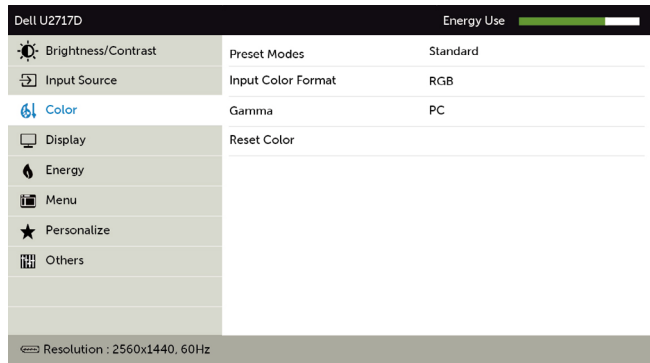 Dell U2717D
Energy Use
Brightness/Contrast
Preset Modes
Standard
Input Source
Input Color Format
RGB
Color
Gamma
PC
Display
Reset Color
Energy
Menu
Personalize
Others
Resolution : 2560x1440, 60Hz